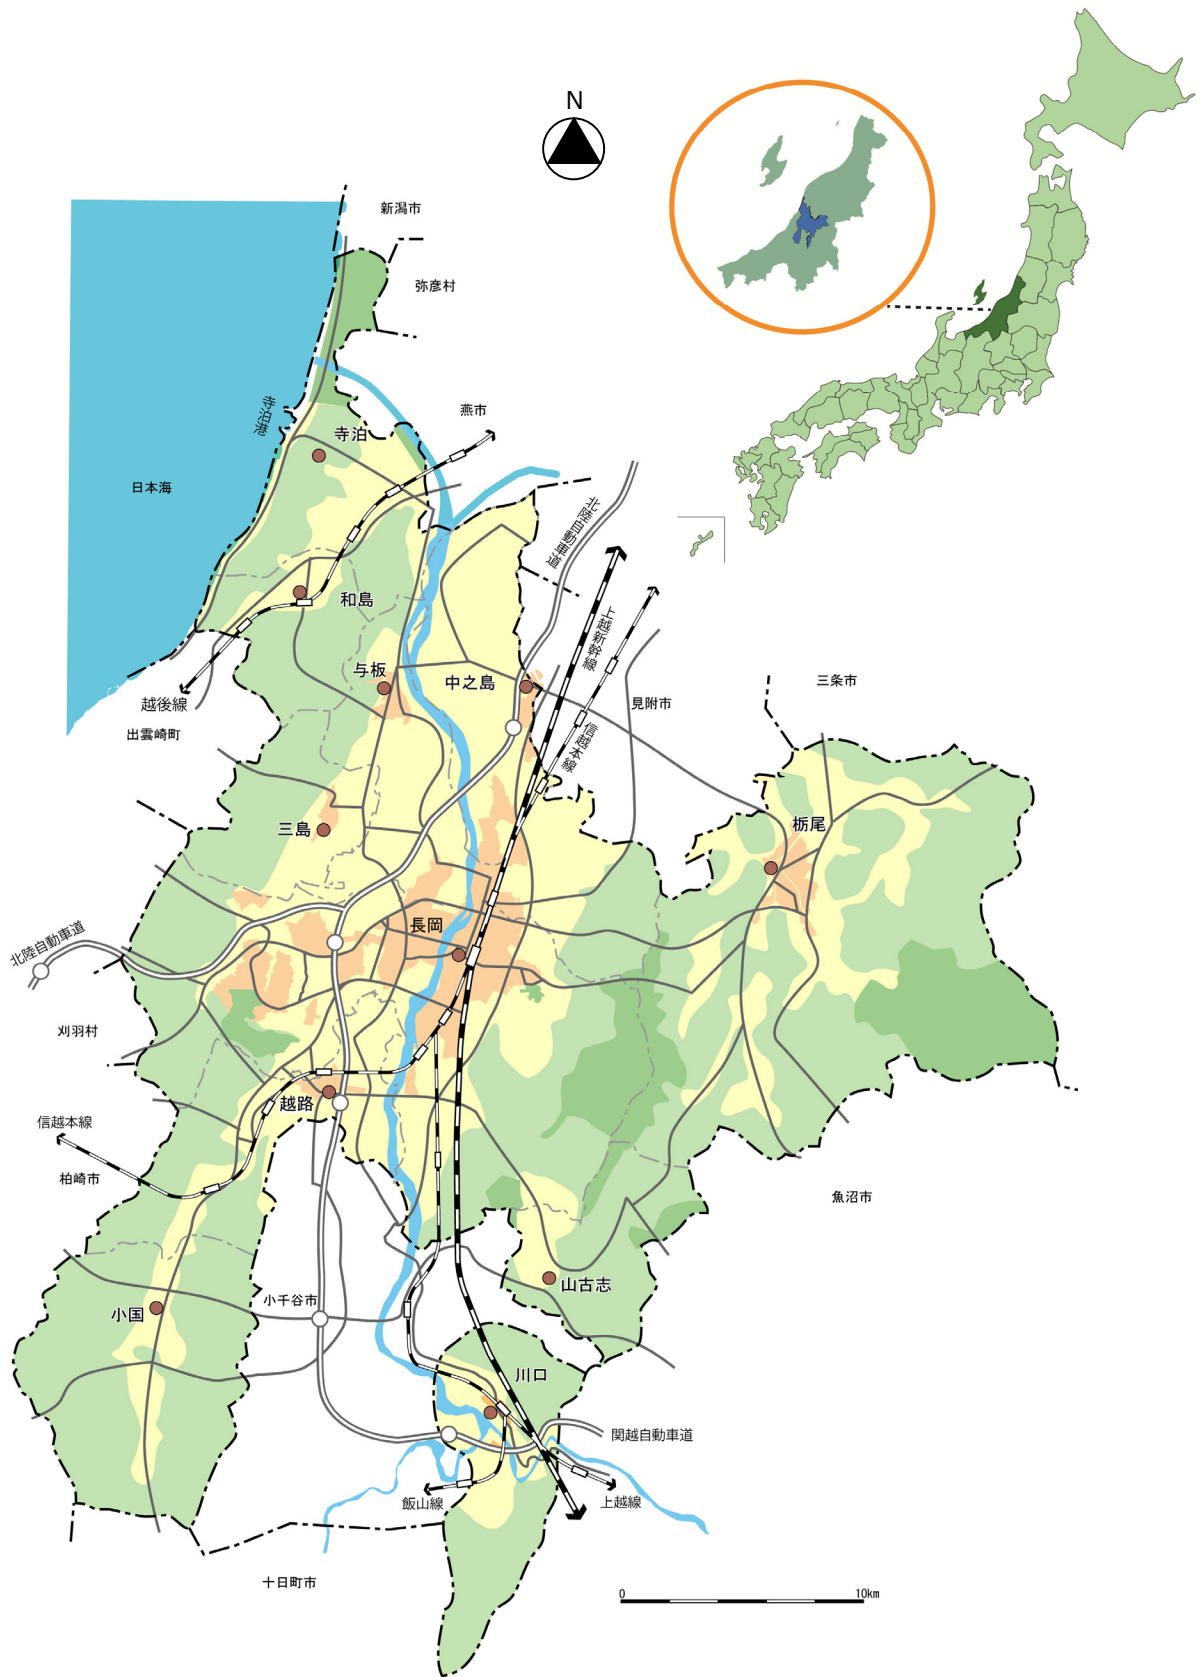 N
新潟市
弥彦村
燕市
寺泊港
寺泊
日本海
北陸自動車道
和島
上越新幹線
与板
中之島
三条市
見附市
越後線
出雲崎町
信越本線
三島
栃尾
長岡
北陸自動車道
刈羽村
越路
信越本線
柏崎市
魚沼市
山古志
小千谷市
小国
川口
関越自動車道
飯山線
上越線
十日町市
0
10km